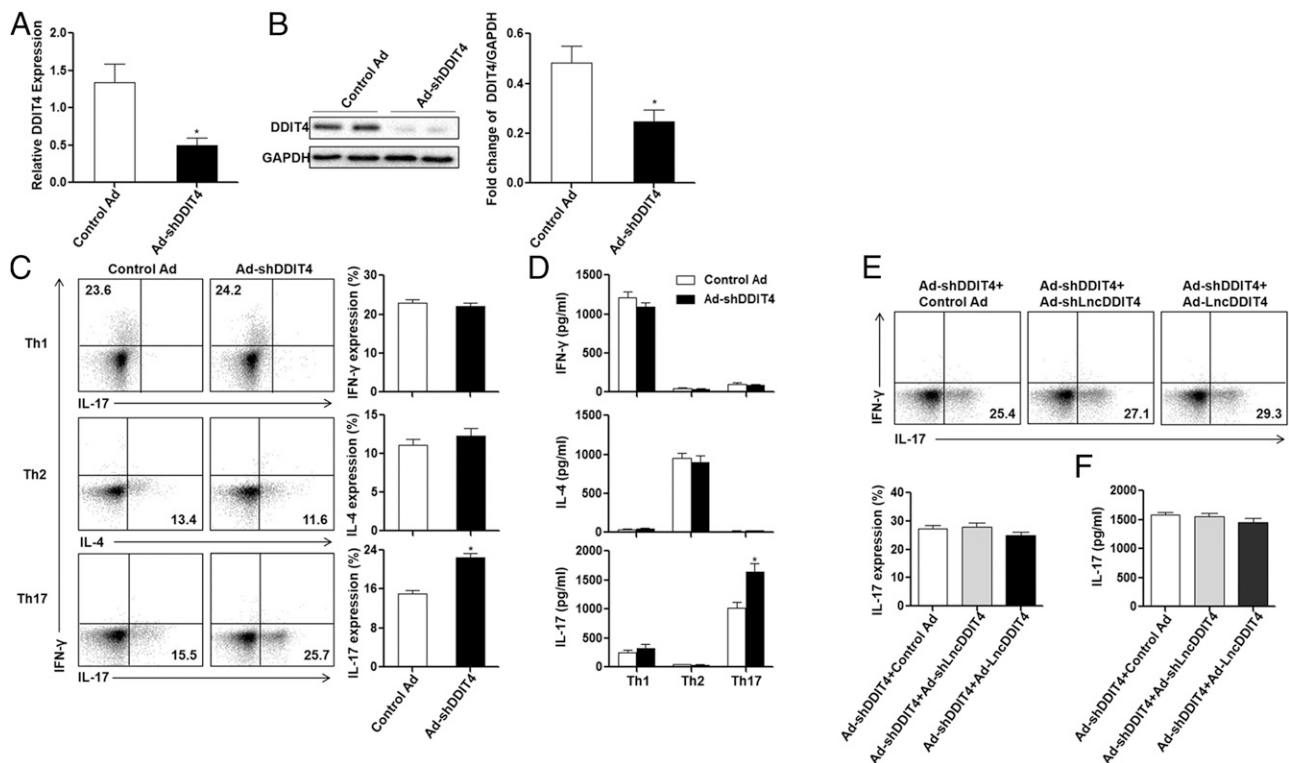 A
Relative DDIT4 Expression
2.0
1.5
1.0
0.5
0.0
*
Control Ad
Ad-shDDIT4
B
Control Ad
Ad-shDDIT4
DDIT4
GAPDH
Fold change of DDIT4/GAPDH
0.6
0.4
0.2
0.0
*
Control Ad
Ad-shDDIT4
C
Control Ad
Ad-shDDIT4
Th1
23.6
24.2
IL-17
Th2
13.4
11.6
IL-4
Th17
15.5
25.7
IFN-γ
IL-17
IFN-γ expression (%)
30
20
10
0
IL-4 expression (%)
15
10
5
0
IL-17 expression (%)
24
16
8
0
*
Control Ad
Ad-shDDIT4
D
Control Ad
Ad-shDDIT4
IFN-γ (pg/ml)
1500
1000
500
0
IL-4 (pg/ml)
1500
1000
500
0
IL-17 (pg/ml)
2000
1500
1000
500
0
*
Th1 Th2 Th17
E
Ad-shDDIT4+
Control Ad
Ad-shDDIT4+
Ad-shLncDDIT4
Ad-shDDIT4+
Ad-LncDDIT4
IFN-γ
25.4
27.1
29.3
IL-17
IL-17 expression (%)
40
30
20
10
0
Ad-shDDIT4+Control Ad
Ad-shDDIT4+Ad-shLncDDIT4
Ad-shDDIT4+Ad-LncDDIT4
F
IL-17 (pg/ml)
2000
1500
1000
500
0
Ad-shDDIT4+Control Ad
Ad-shDDIT4+Ad-shLncDDIT4
Ad-shDDIT4+Ad-LncDDIT4